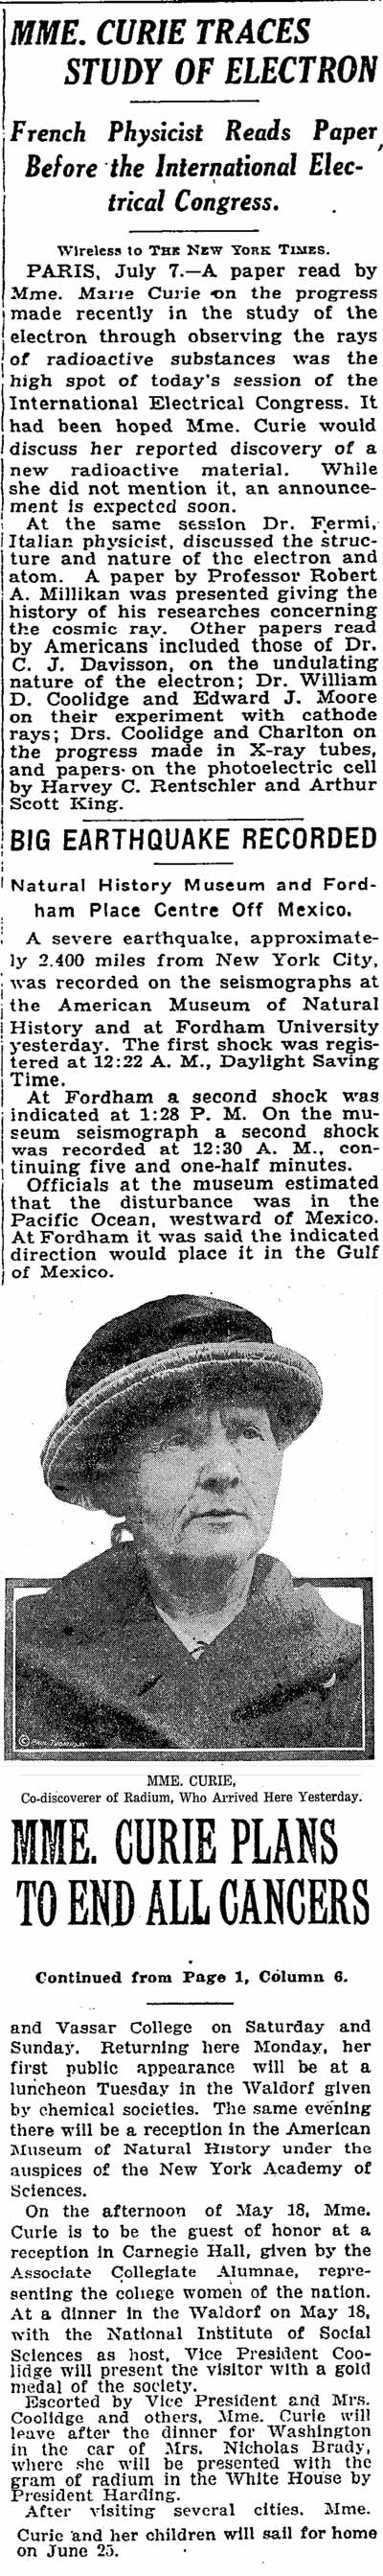 MME. CURIE TRACES
STUDY OF ELECTRON
French Physicist Reads Paper
Before the International Elec-
trical Congress.
Wireless to THE NEW YORK TIMES.
PARIS, July 7.—A paper read by
Mme. Marie Curie on the progress
made recently in the study of the
electron through observing the rays
of radioactive substances was the
high spot of today's session of the
International Electrical Congress. It
had been hoped Mme. Curie would
discuss her reported discovery of a
new radioactive material. While
she did not mention it, an announce-
ment is expected soon.
At the same session Dr. Fermi,
Italian physicist, discussed the struc-
ture and nature of the electron and
atom. A paper by Professor Robert
A. Millikan was presented giving the
history of his researches concerning
the cosmic ray. Other papers read
by Americans included those of Dr.
C. J. Davisson, on the undulating
nature of the electron; Dr. William
D. Coolidge and Edward J. Moore
on their experiment with cathode
rays; Drs. Coolidge and Charlton on
the progress made in X-ray tubes,
and papers on the photoelectric cell
by Harvey C. Rentschler and Arthur
Scott King.
BIG EARTHQUAKE RECORDED
Natural History Museum and Ford-
ham Place Centre Off Mexico.
A severe earthquake, approximate-
ly 2.400 miles from New York City,
was recorded on the seismographs at
the American Museum of Natural
History and at Fordham University
yesterday. The first shock was regis-
tered at 12:22 A. M., Daylight Saving
Time.
At Fordham a second shock was
indicated at 1:28 P. M. On the mu-
seum seismograph a second shock
was recorded at 12:30 A. M., con-
tinuing five and one-half minutes.
Officials at the museum estimated
that the disturbance was in the
Pacific Ocean, westward of Mexico.
At Fordham it was said the indicated
direction would place it in the Gulf
of Mexico.
©
MME. CURIE,
Co-discoverer of Radium, Who Arrived Here Yesterday.
MME. CURIE PLANS
TO END ALL CANCERS
Continued from Page 1, Column 6.
and Vassar College on Saturday and
Sunday. Returning here Monday, her
first public appearance will be at a
luncheon Tuesday in the Waldorf given
by chemical societies. The same evening
there will be a reception in the American
Museum of Natural History under the
auspices of the New York Academy of
Sciences.
On the afternoon of May 18, Mme.
Curie is to be the guest of honor at a
reception in Carnegie Hall, given by the
Associate Collegiate Alumnae, repre-
senting the college women of the nation.
At a dinner in the Waldorf on May 18,
with the National Institute of Social
Sciences as host, Vice President Coo-
lidge will present the visitor with a gold
medal of the society.
Escorted by Vice President and Mrs.
Coolidge and others, Mme. Curie will
leave after the dinner for Washington
in the car of Mrs. Nicholas Brady,
where she will be presented with the
gram of radium in the White House by
President Harding.
After visiting several cities, Mme.
Curie and her children will sail for home
on June 25.